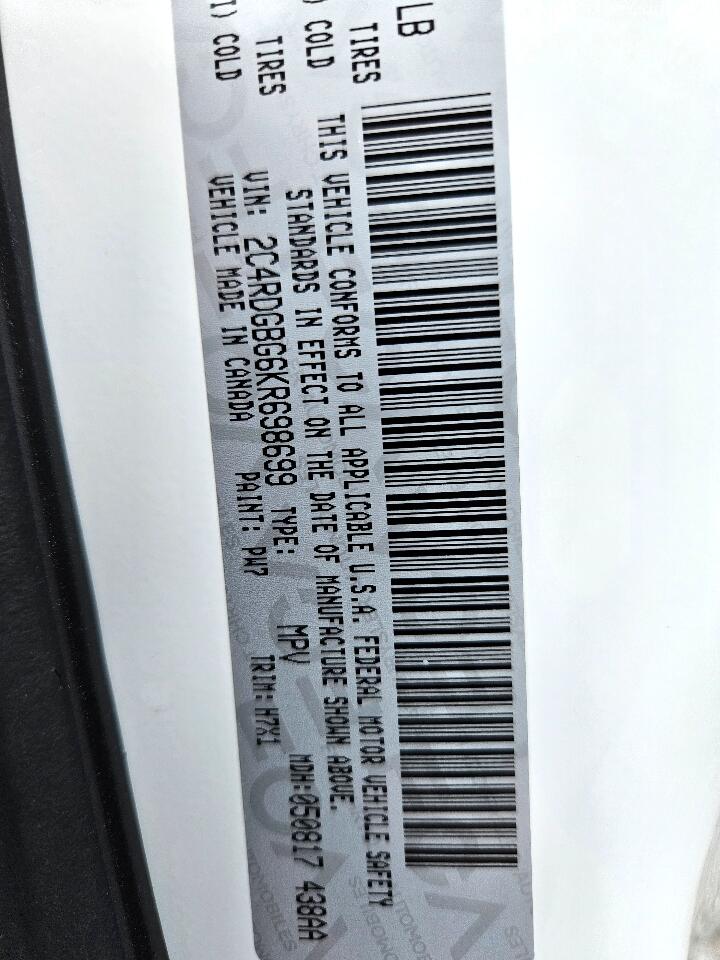 LB
TIRES
I) COLD
TIRES
TI) COLD
THIS VEHICLE CONFORMS TO ALL APPLICABLE U.S.A. FEDERAL MOTOR VEHICLE SAFETY
STANDARDS IN EFFECT ON THE DATE OF MANUFACTURE SHOWN ABOVE.
VIN: 2C4RDGBG6KR698699 TYPE: MPV MDH:050817 438AA
VEHICLE MADE IN CANADA PAINT: PW7 TRIM: H7X1